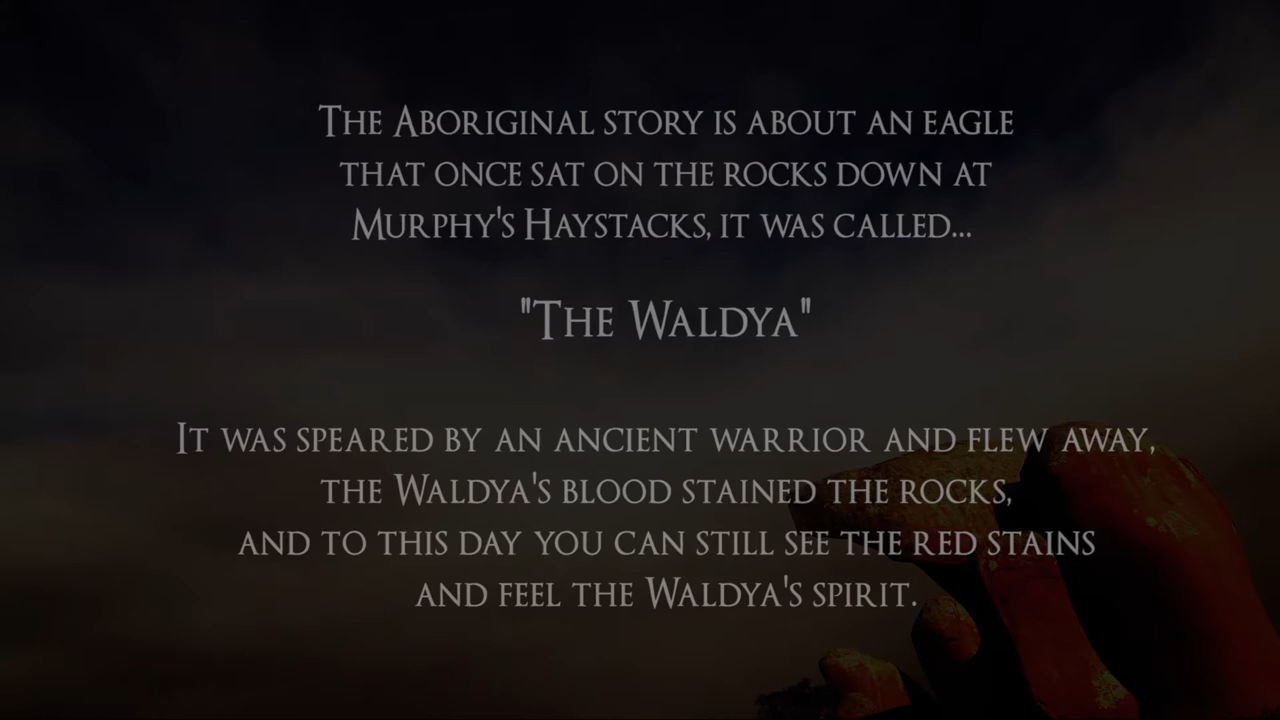 The Aboriginal story is about an eagle
that once sat on the rocks down at
Murphy's Haystacks, it was called...
"The Waldya"
It was speared by an ancient warrior and flew away,
the Waldya's blood stained the rocks,
and to this day you can still see the red stains
and feel the Waldya's spirit.